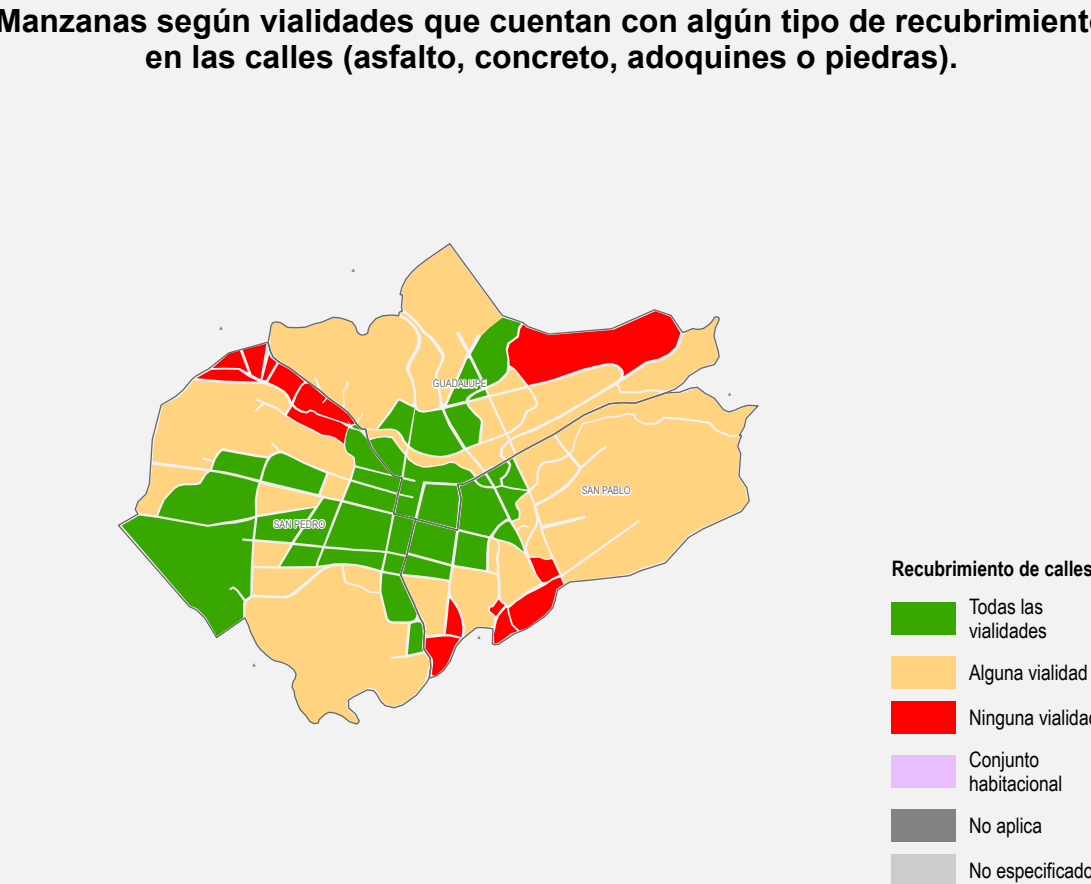 Manzanas según vialidades que cuentan con algún tipo de recubrimiento
en las calles (asfalto, concreto, adoquines o piedras).
GUADALUPE
SAN PABLO
SAN PEDRO
Recubrimiento de calles
Todas las
vialidades
Alguna vialidad
Ninguna vialidad
Conjunto
habitacional
No aplica
No especificado